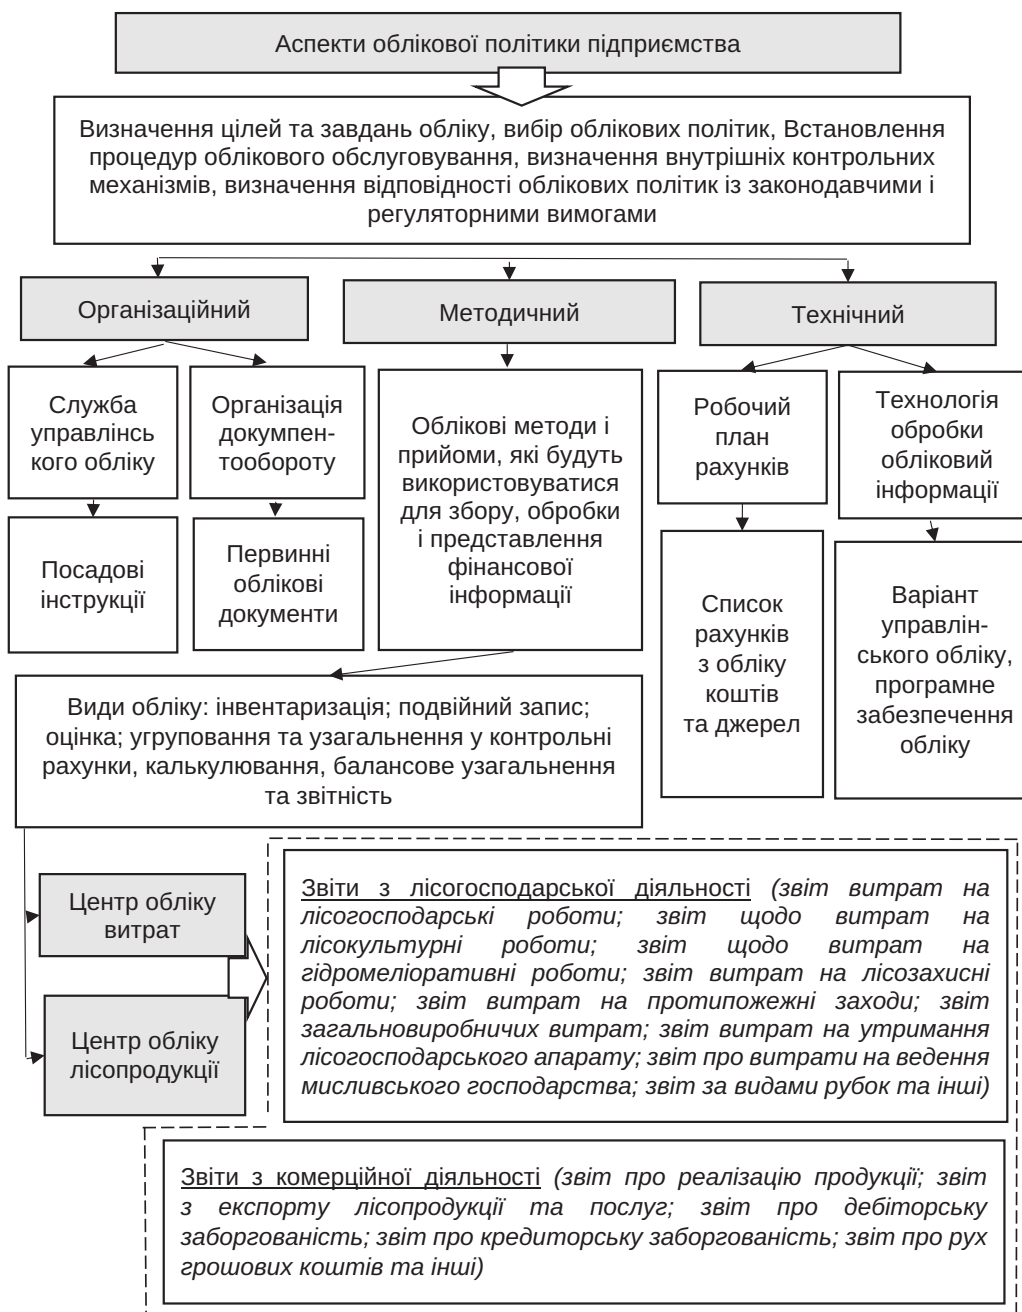 Аспекти облікової політики підприємства
Визначення цілей та завдань обліку, вибір облікових політик, Встановлення
процедур облікового обслуговування, визначення внутрішніх контрольних
механізмів, визначення відповідності облікових політик із законодавчими і
регуляторними вимогами
Організаційний
Методичний
Технічний
Служба
управлінсь
кого обліку
Організація
докумпен-
тообороту
Облікові методи і
прийоми, які будуть
використовуватися
для збору, обробки
і представлення
фінансової
інформації
Робочий
план
рахунків
Технологія
обробки
обліковий
інформації
Посадові
інструкції
Первинні
облікові
документи
Список
рахунків
з обліку
коштів
та джерел
Варіант
управлін-
ського обліку,
програмне
забезпечення
обліку
Види обліку: інвентаризація; подвійний запис;
оцінка; угруповання та узагальнення у контрольні
рахунки, калькулювання, балансове узагальнення
та звітність
Центр обліку
витрат
Центр обліку
лісопродукції
Звіти з лісогосподарської діяльності (звіт витрат на
лісогосподарські роботи; звіт щодо витрат на
лісокультурні роботи; звіт щодо витрат на
гідромеліоративні роботи; звіт витрат на лісозахисні
роботи; звіт витрат на протипожежні заходи; звіт
загальновиробничих витрат; звіт витрат на утримання
лісогосподарського апарату; звіт про витрати на ведення
мисливського господарства; звіт за видами рубок та інші)
Звіти з комерційної діяльності (звіт про реалізацію продукції; звіт
з експорту лісопродукції та послуг; звіт про дебіторську
заборгованість; звіт про кредиторську заборгованість; звіт про рух
грошових коштів та інші)